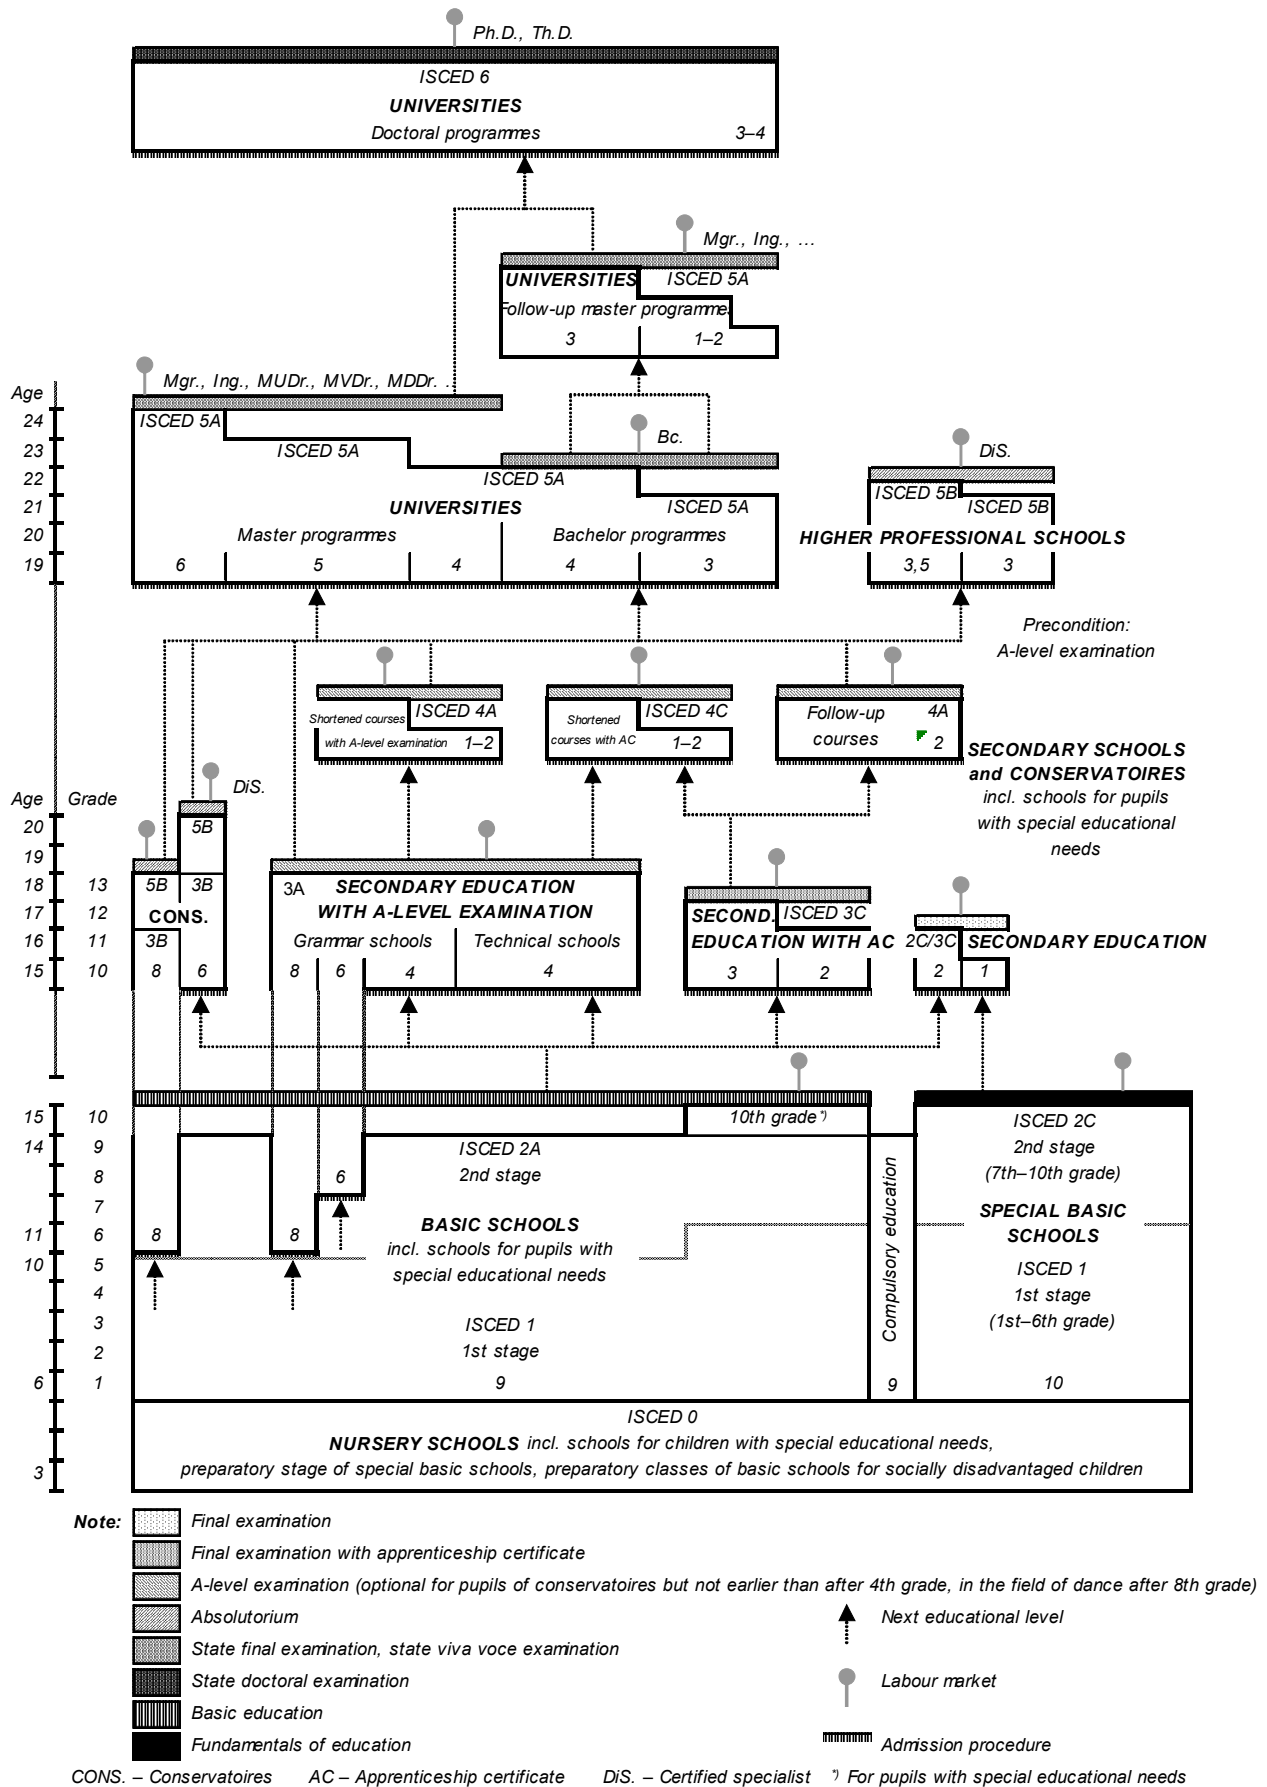 Ph.D., Th.D.
ISCED 6
UNIVERSITIES
Doctoral programmes 3–4
Mgr., Ing., …
UNIVERSITIES ISCED 5A
Follow-up master programmes
3 1–2
Mgr., Ing., MUDr., MVDr., MDDr. ..
Age
24 ISCED 5A
23 ISCED 5A Bc. DiS.
22 ISCED 5A ISCED 5B
21 UNIVERSITIES ISCED 5A ISCED 5B
20 Master programmes Bachelor programmes HIGHER PROFESSIONAL SCHOOLS
19 6 5 4 4 3 3,5 3
Precondition:
A-level examination
Shortened courses ISCED 4A
with A-level examination 1–2
Shortened ISCED 4C
courses with AC 1–2
Follow-up 4A
courses 2
SECONDARY SCHOOLS
and CONSERVATOIRES
incl. schools for pupils
with special educational
needs
DiS.
Age Grade
20 5B
19
18 13 5B 3B 3A SECONDARY EDUCATION
17 12 CONS. WITH A-LEVEL EXAMINATION SECOND. ISCED 3C
16 11 3B Grammar schools Technical schools EDUCATION WITH AC 2C/3C SECONDARY EDUCATION
15 10 8 6 8 6 4 4 3 2 2 1
15 10 10th grade *)
14 9 ISCED 2A
8 2nd stage 6
7
11 6 8 8 BASIC SCHOOLS
10 5 incl. schools for pupils with
4 special educational needs
3 ISCED 1
2 1st stage
6 1 9
Compulsory education
9
ISCED 2C
2nd stage
(7th–10th grade)
SPECIAL BASIC
SCHOOLS
ISCED 1
1st stage
(1st–6th grade)
10
ISCED 0
NURSERY SCHOOLS incl. schools for children with special educational needs,
3 preparatory stage of special basic schools, preparatory classes of basic schools for socially disadvantaged children
Note: Final examination
Final examination with apprenticeship certificate
A-level examination (optional for pupils of conservatoires but not earlier than after 4th grade, in the field of dance after 8th grade)
Absolutorium Next educational level
State final examination, state viva voce examination
State doctoral examination Labour market
Basic education
Fundamentals of education Admission procedure
CONS. – Conservatoires AC – Apprenticeship certificate DiS. – Certified specialist *) For pupils with special educational needs